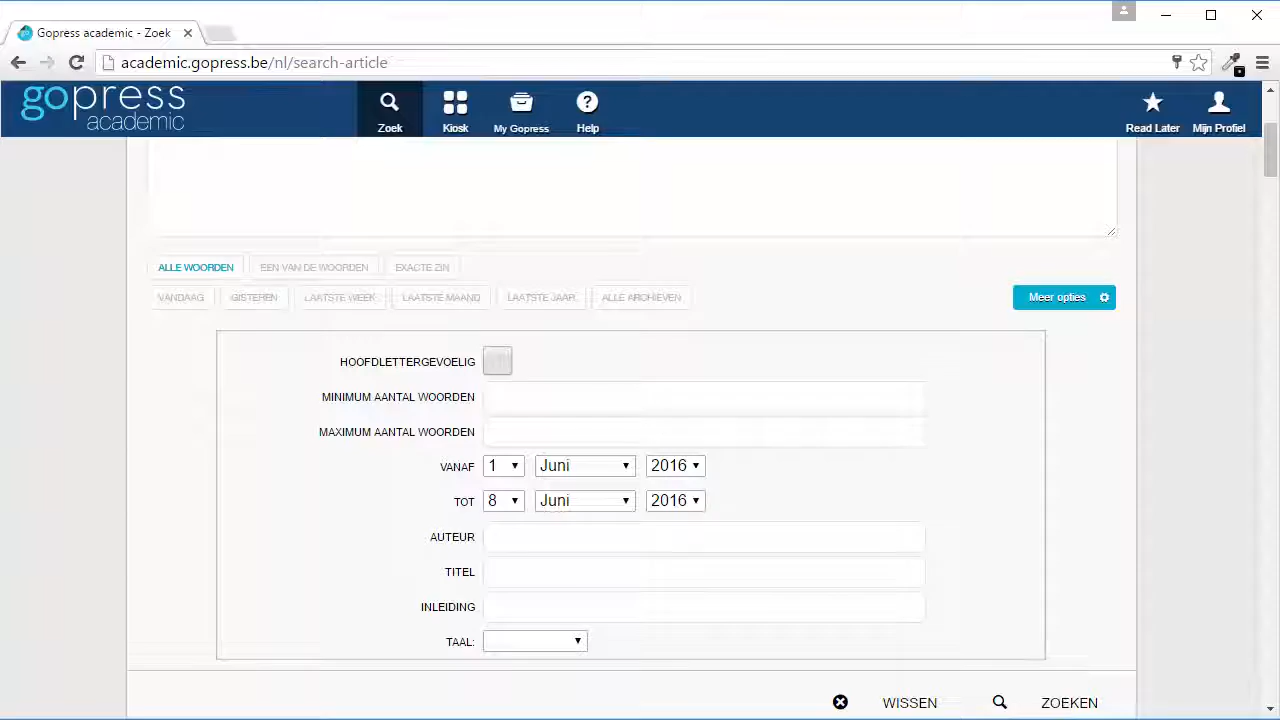 Gopress academic - Zoek
academic.gopress.be/nl/search-article
gopress
academic
Zoek
Kiosk
My Gopress
Help
Read Later
Mijn Profiel
ALLE WOORDEN
EEN VAN DE WOORDEN
EXACTE ZIN
VANDAAG
GISTEREN
LAATSTE WEEK
LAATSTE MAAND
LAATSTE JAAR
ALLE ARCHIEVEN
Meer opties
HOOFDLETTERGEVOELIG
MINIMUM AANTAL WOORDEN
MAXIMUM AANTAL WOORDEN
VANAF 1 Juni 2016
TOT 8 Juni 2016
AUTEUR
TITEL
INLEIDING
TAAL:
WISSEN
ZOEKEN